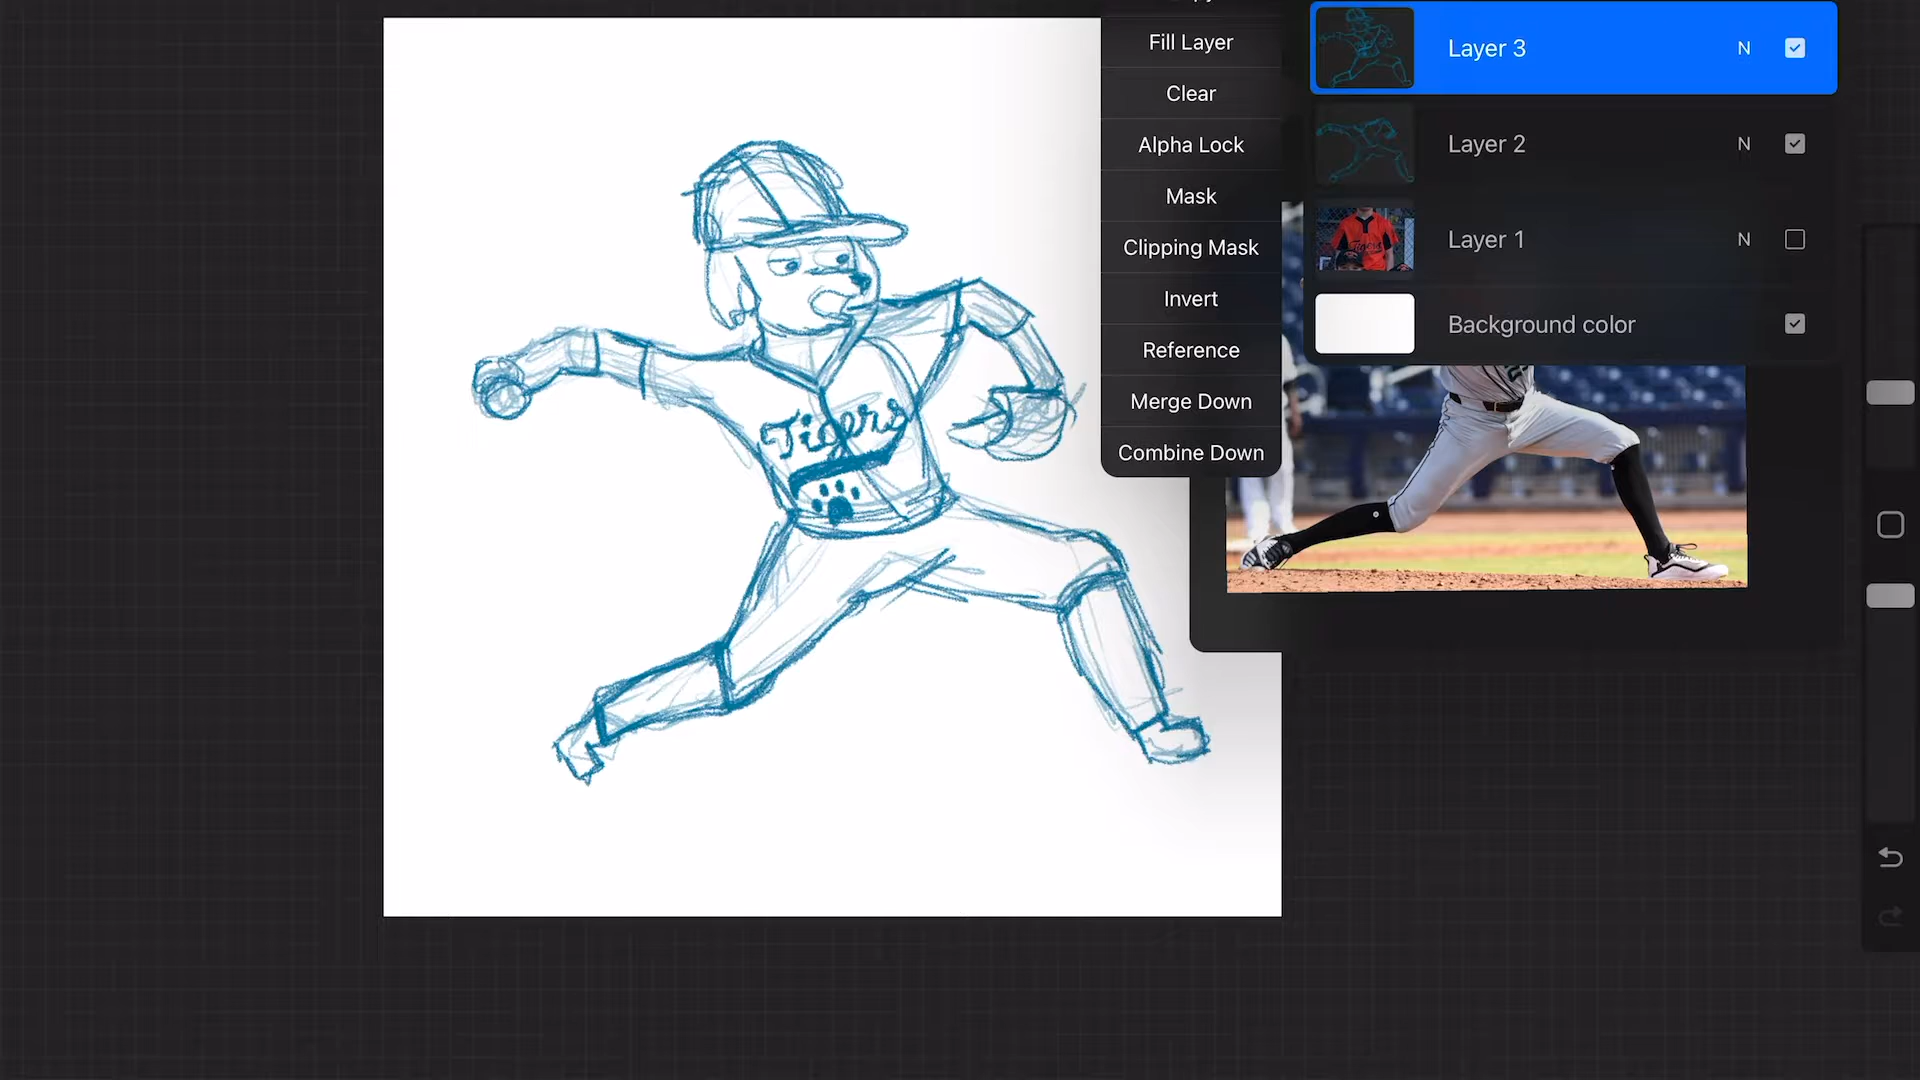 Fill Layer
Clear
Alpha Lock
Mask
Clipping Mask
Invert
Reference
Merge Down
Combine Down
Layer 3 N
Layer 2 N
Layer 1 N
Background color
Tigers
Tigers